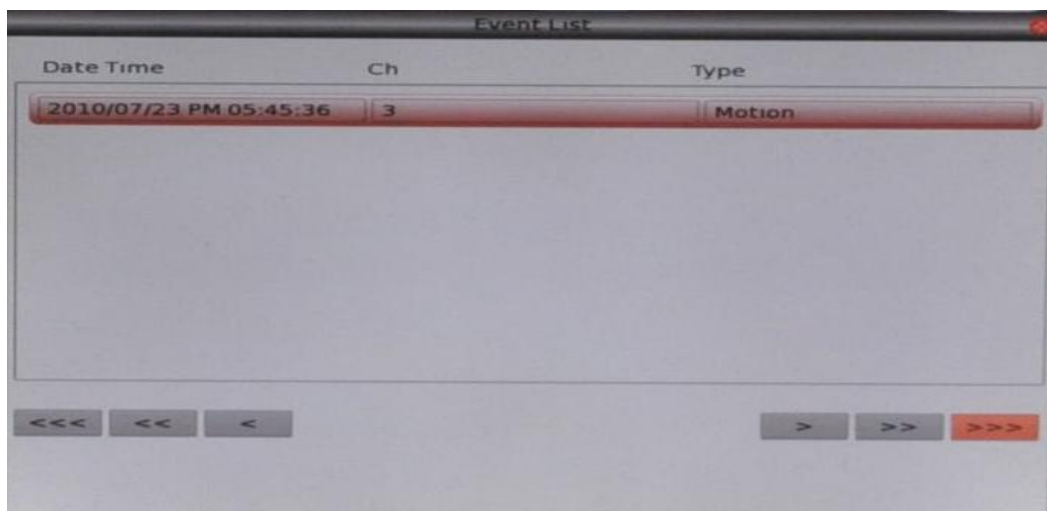 Event List
Date Time Ch Type
2010/07/23 PM 05:45:36 3 Motion
<<< << < > >> >>>